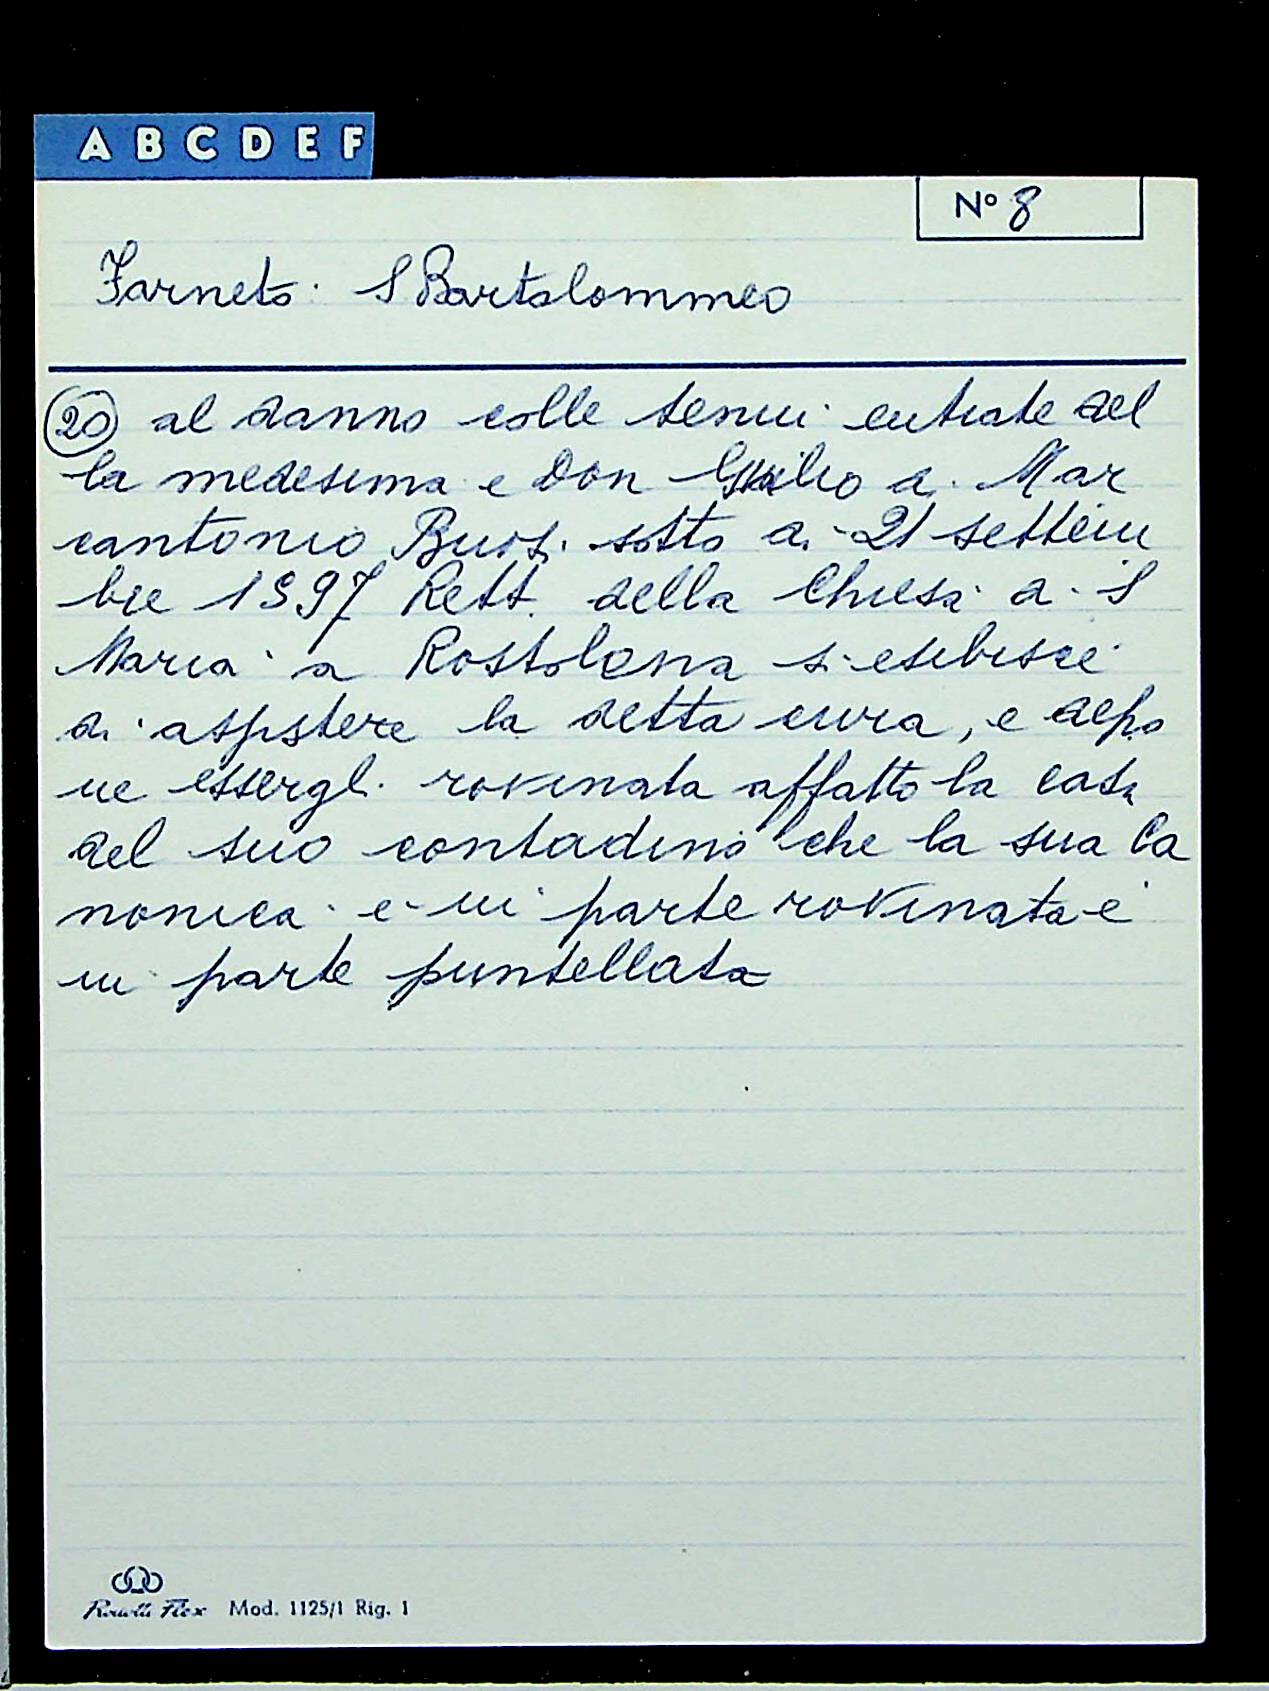 A B C D E F
N° 8
Farneto: S Bartolommeo
20 al danno colle tenui entrate del
la medesima e Don Giulio di Mar
cantonio Buos. sotto di 21 settem
bre 1597 Rett. della Chiesa di S
Maria a Rostolena si esibisce
di assistere la detta cura, e depo
ne essergli rovinata affatto la casa
del suo contadino che la sua Ca
nonica e in parte rovinata e
in parte puntellata
Flex Mod. 1125/1 Rig. 1